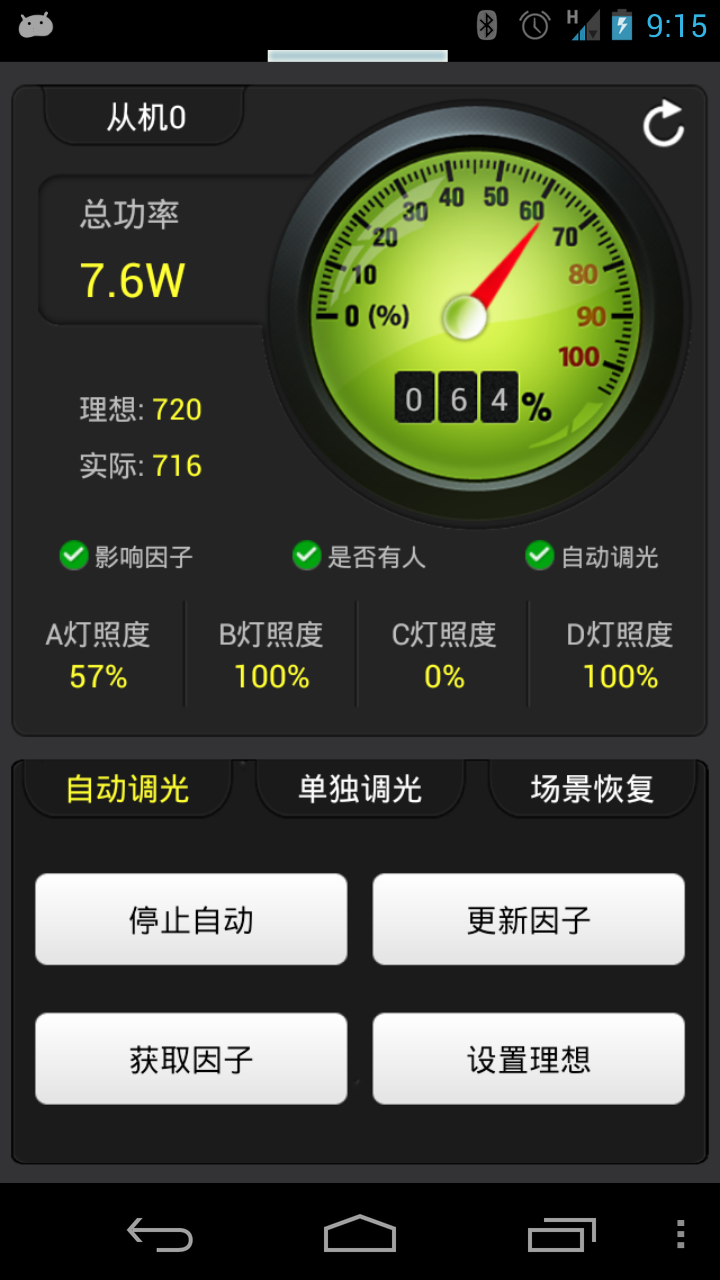 H
9:15
从机0
总功率
7.6W
0 (%)
10
20
30
40
50
60
70
80
90
100
064%
理想: 720
实际: 716
影响因子 是否有人 自动调光
A灯照度 B灯照度 C灯照度 D灯照度
57% 100% 0% 100%
自动调光 单独调光 场景恢复
停止自动 更新因子
获取因子 设置理想